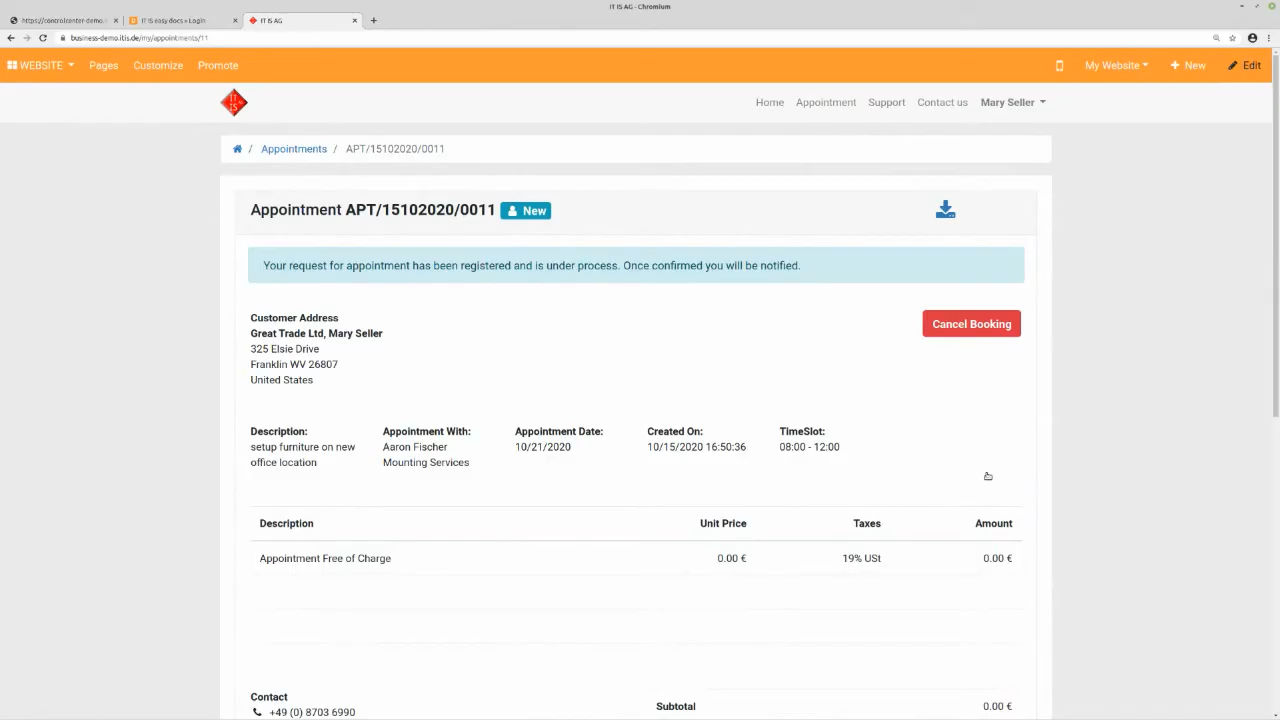 IT IS AG - Chromium
https://controlcenter-demo.
IT IS easy docs » Login
IT IS AG
business-demo.itis.de/my/appointments/11
WEBSITE Pages Customize Promote My Website New Edit
IT IS
Home Appointment Support Contact us Mary Seller
/ Appointments / APT/15102020/0011
Appointment APT/15102020/0011 New
Your request for appointment has been registered and is under process. Once confirmed you will be notified.
Customer Address
Great Trade Ltd, Mary Seller
325 Elsie Drive
Franklin WV 26807
United States
Cancel Booking
Description: Appointment With: Appointment Date: Created On: TimeSlot:
setup furniture on new Aaron Fischer 10/21/2020 10/15/2020 16:50:36 08:00 - 12:00
office location Mounting Services
Description Unit Price Taxes Amount
Appointment Free of Charge 0.00 € 19% USt 0.00 €
Contact
+49 (0) 8703 6990
Subtotal 0.00 €